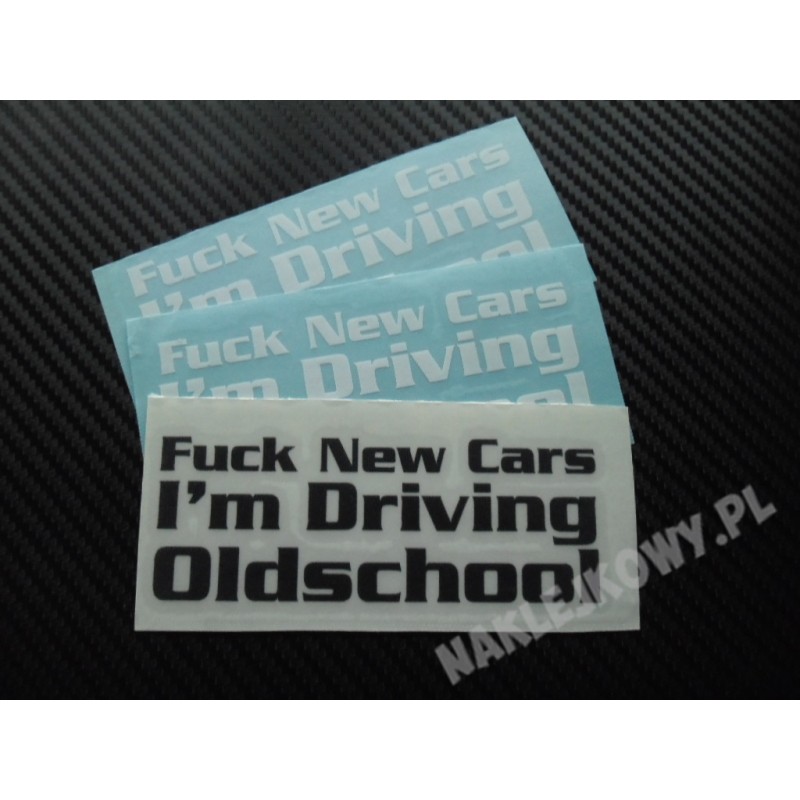 Fuck New Cars
I'm Driving
Fuck New Cars
I'm Driving
Fuck New Cars
I'm Driving
Oldschool
NAKLEJKOWY.PL